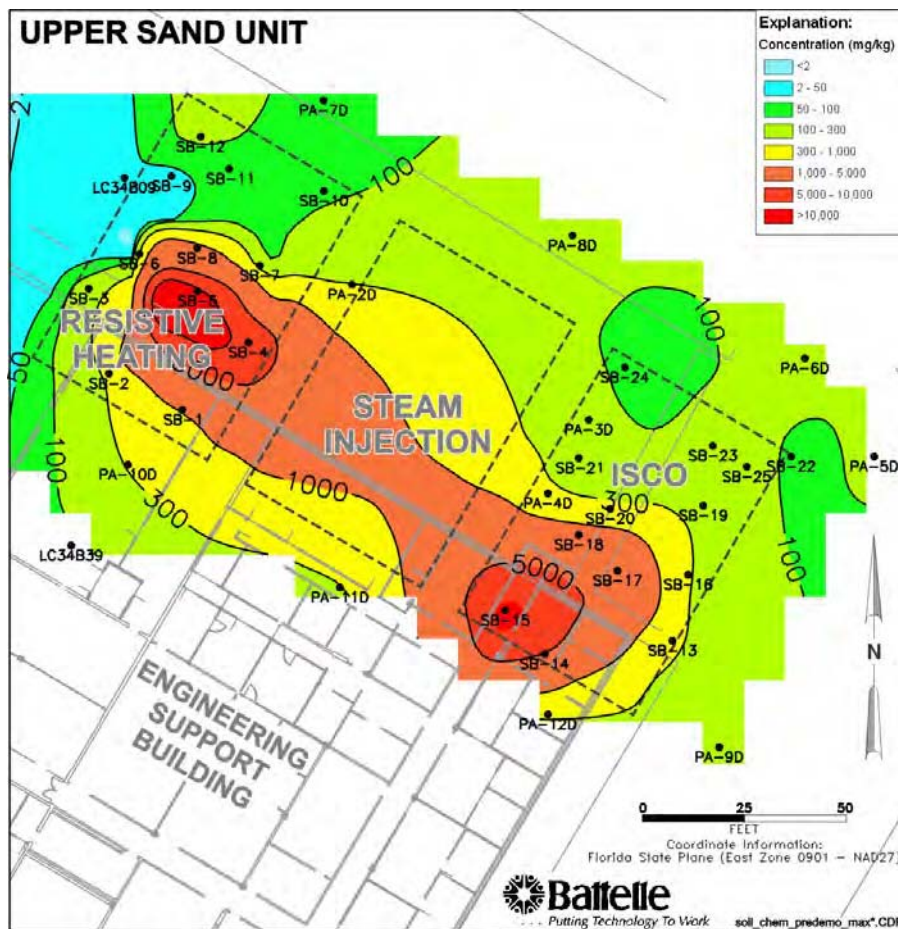 UPPER SAND UNIT
Explanation:
Concentration (mg/kg)
<2
2 - 50
50 - 100
100 - 300
300 - 1,000
1,000 - 5,000
5,000 - 10,000
>10,000
2
PA-7D
SB-12
SB-11
LC34B09
SB-9
SB-10
100
PA-8D
SB-6
SB-8
SB-7
SB-3
SB-5
PA-2D
100
RESISTIVE
HEATING
SB-4
PA-6D
50
SB-2
SB-24
SB-1
STEAM
INJECTION
PA-3D
SB-23
PA-10D
SB-21
ISCO
SB-25
SB-22
PA-5D
100
1000
300
PA-4D
300
SB-20
SB-19
LC34B39
SB-18
5000
SB-17
SB-16
100
PA-11D
SB-15
SB-13
SB-14
N
ENGINEERING
SUPPORT
BUILDING
PA-12D
PA-9D
0 25 50
FEET
Coordinate Information:
Florida State Plane (East Zone 0901 - NAD27)
Battelle
... Putting Technology To Work
soil_chem_predemo_max*.CDR